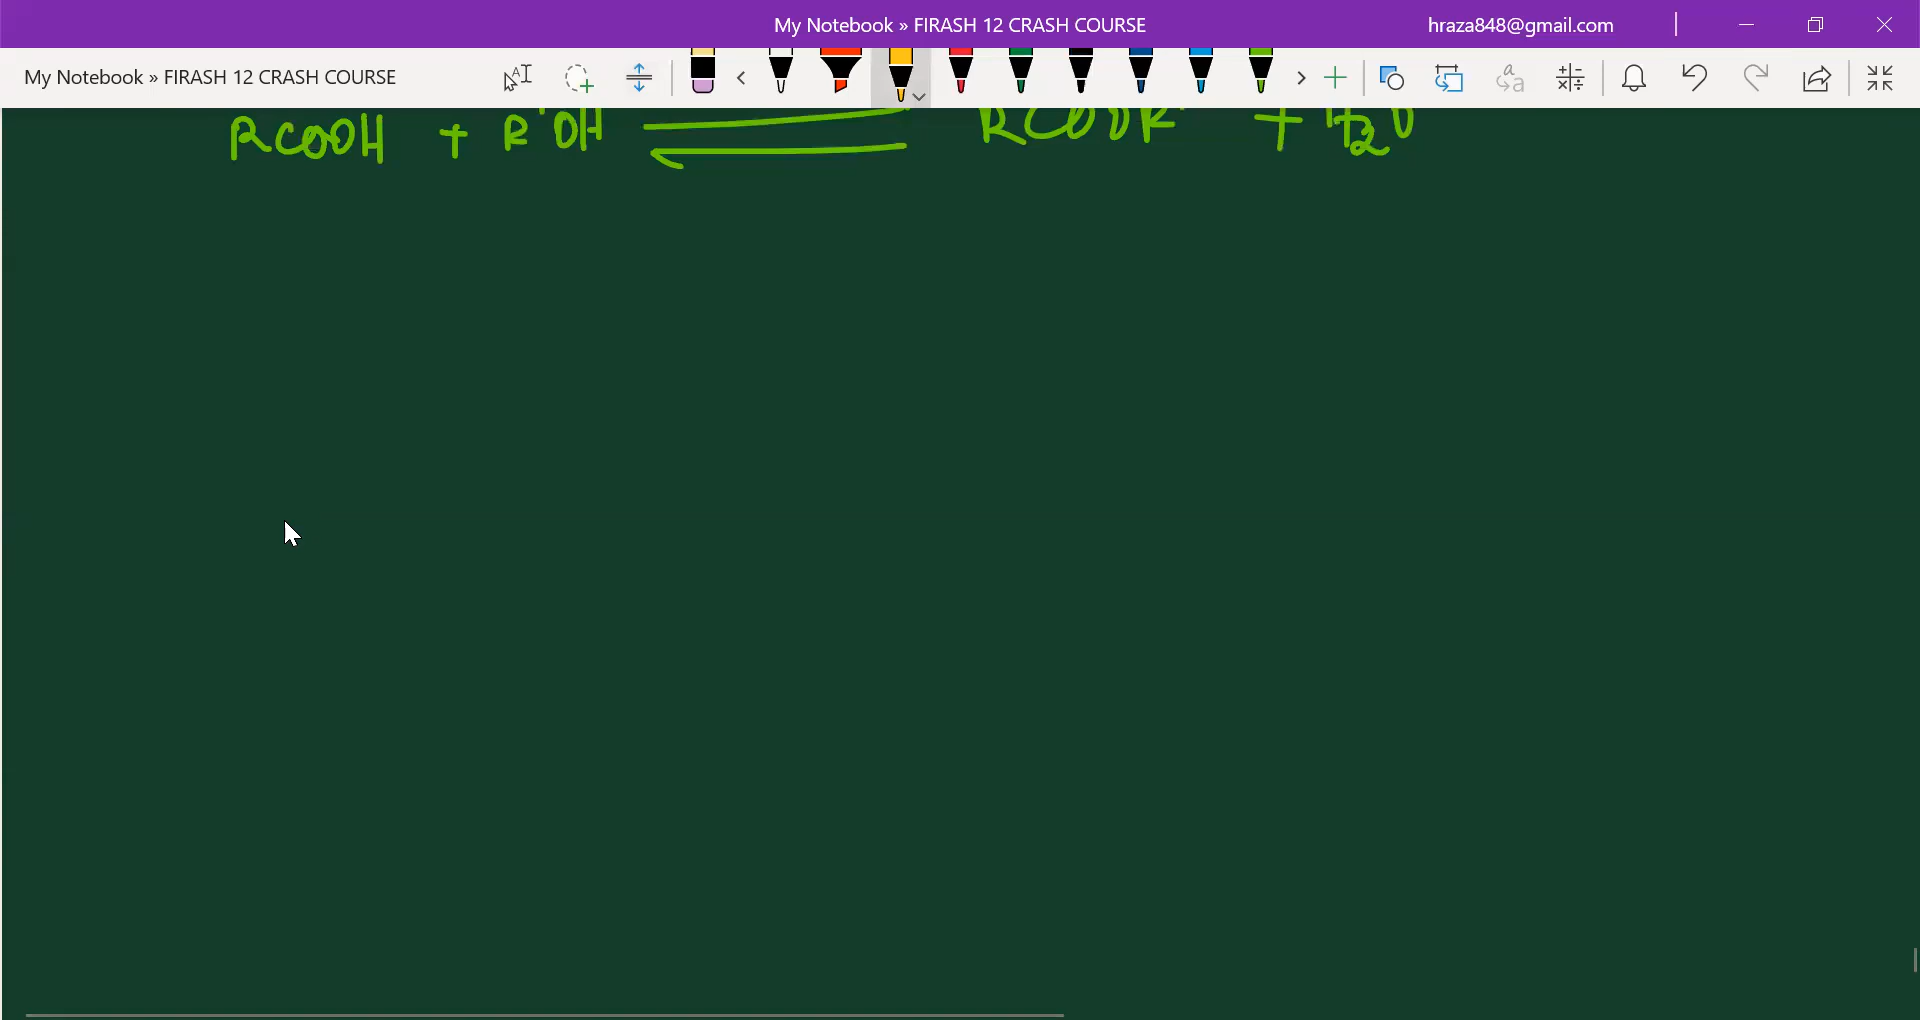 My Notebook » FIRASH 12 CRASH COURSE
hraza848@gmail.com
My Notebook » FIRASH 12 CRASH COURSE
RCOOH + R'OH ⇌ RCOOR' + H2O